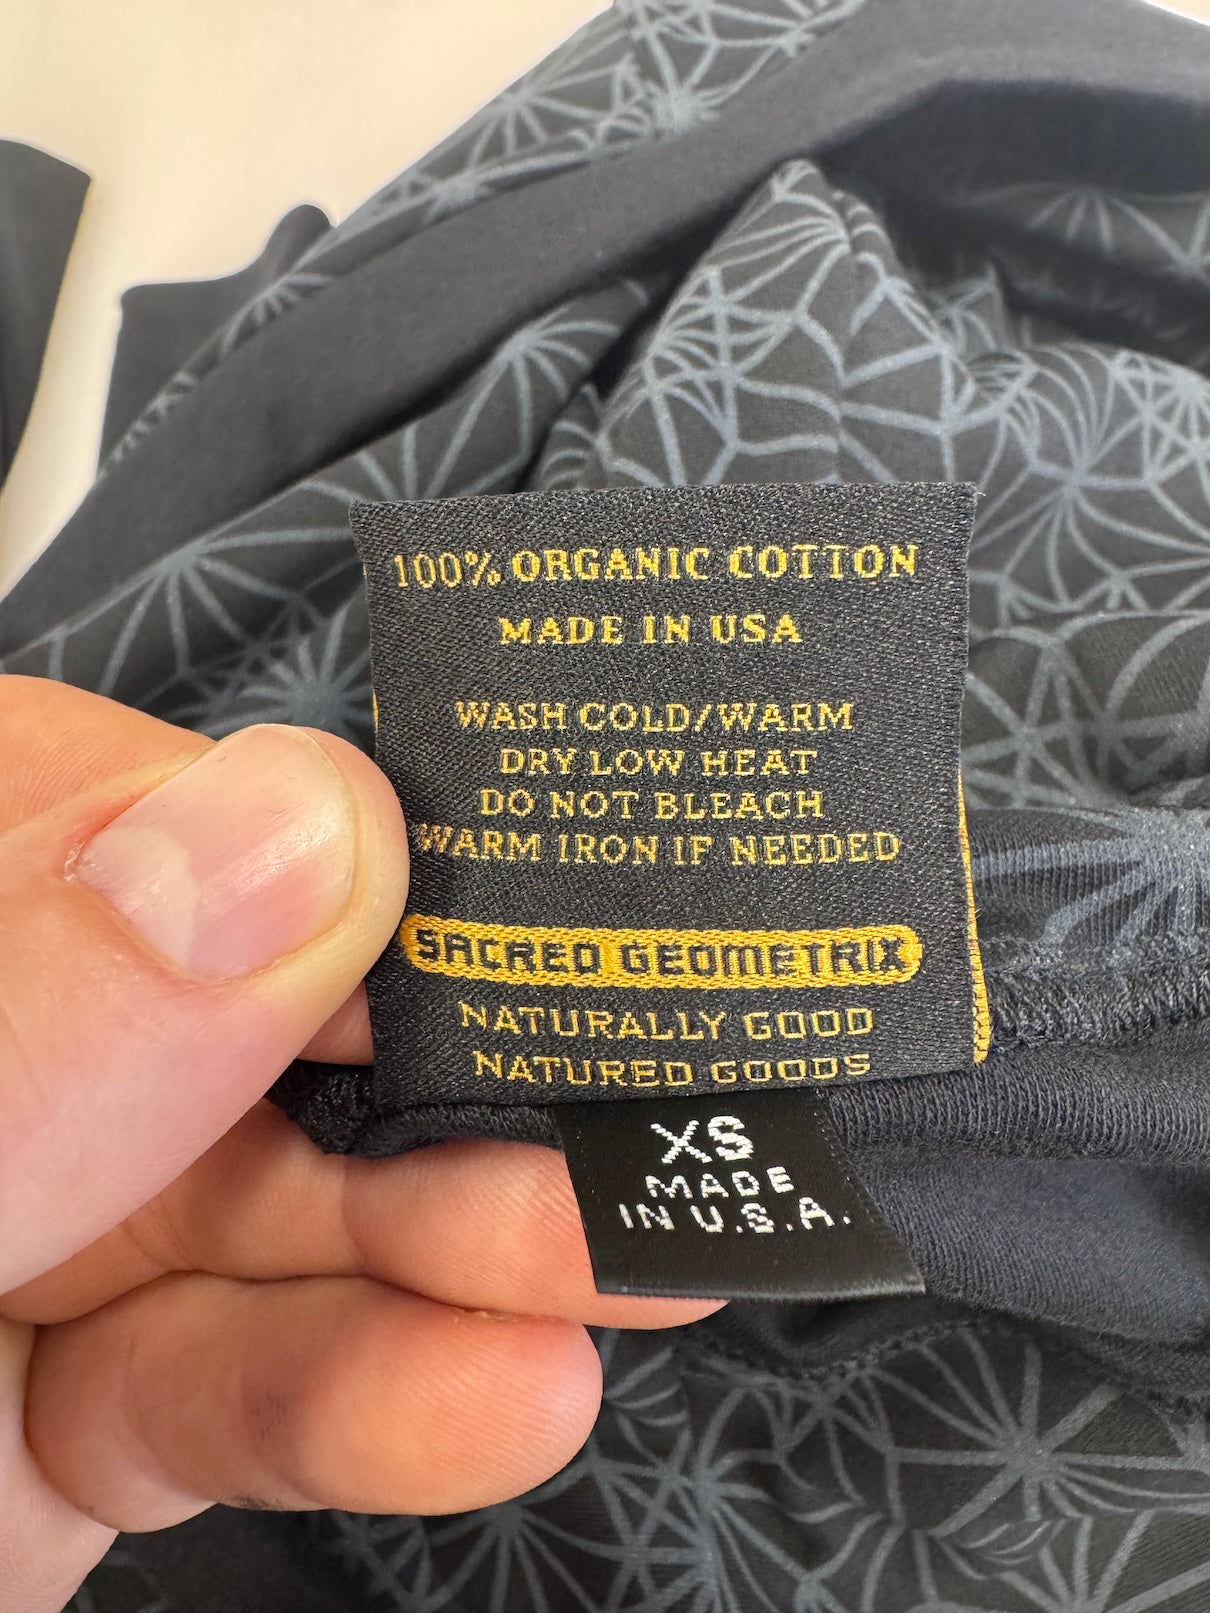 100% ORGANIC COTTON
MADE IN USA
WASH COLD/WARM
DRY LOW HEAT
DO NOT BLEACH
WARM IRON IF NEEDED
SACRED GEOMETRIX
NATURALLY GOOD
NATURED GOODS
XS
MADE
IN U.S.A.